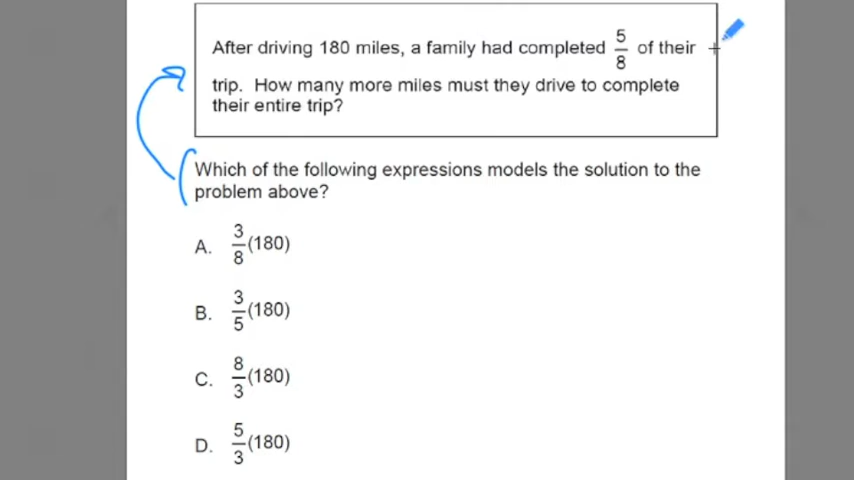 After driving 180 miles, a family had completed 5/8 of their
trip. How many more miles must they drive to complete
their entire trip?
Which of the following expressions models the solution to the
problem above?
A. 3/8(180)
B. 3/5(180)
C. 8/3(180)
D. 5/3(180)